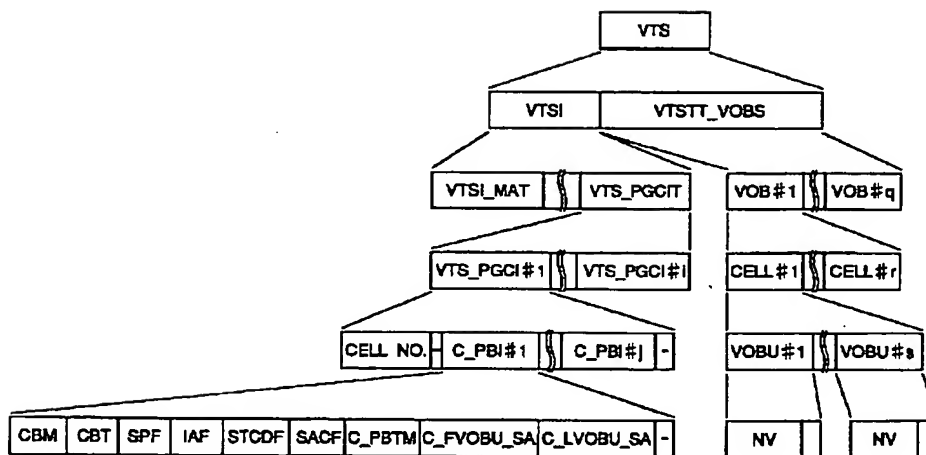 VTS
VTSI VTSTT_VOBS
VTSI_MAT VTS_PGCIT VOB#1 VOB#q
VTS_PGCI#1 VTS_PGCI#i CELL#1 CELL#r
CELL NO. - C_PBI#1 C_PBI#j - VOBU#1 VOBU#s
CBM CBT SPF IAF STCDF SACF C_PBTM C_FVOBU_SA C_LVOBU_SA - NV NV